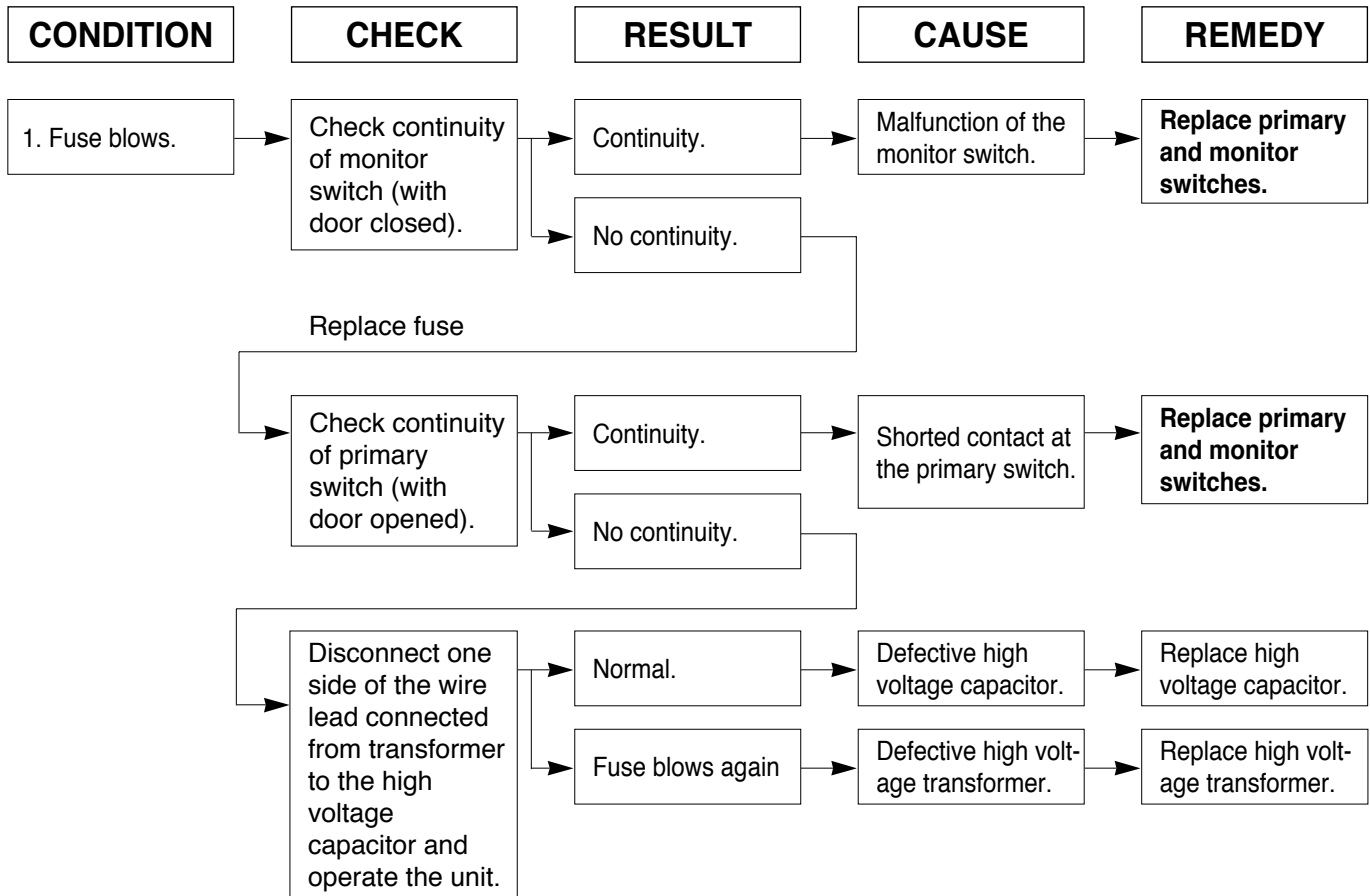 CONDITION CHECK RESULT CAUSE REMEDY
1. Fuse blows.
Check continuity
of monitor
switch (with
door closed).
Continuity.
Malfunction of the
monitor switch.
Replace primary
and monitor
switches.
No continuity.
Replace fuse
Check continuity
of primary
switch (with
door opened).
Continuity.
Shorted contact at
the primary switch.
Replace primary
and monitor
switches.
No continuity.
Disconnect one
side of the wire
lead connected
from transformer
to the high
voltage
capacitor and
operate the unit.
Normal.
Defective high
voltage capacitor.
Replace high
voltage capacitor.
Fuse blows again
Defective high volt-
age transformer.
Replace high volt-
age transformer.